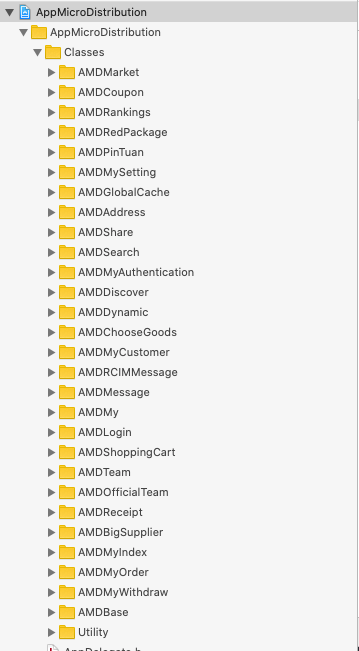 AppMicroDistribution
AppMicroDistribution
Classes
AMDMarket
AMDCoupon
AMDRankings
AMDRedPackage
AMDPinTuan
AMDMySetting
AMDGlobalCache
AMDAddress
AMDShare
AMDSearch
AMDMyAuthentication
AMDDiscover
AMDDynamic
AMDChooseGoods
AMDMyCustomer
AMDRCIMMessage
AMDMessage
AMDMy
AMDLogin
AMDShoppingCart
AMDTeam
AMDOfficialTeam
AMDReceipt
AMDBigSupplier
AMDMyIndex
AMDMyOrder
AMDMyWithdraw
AMDBase
Utility
AppDelegate.h